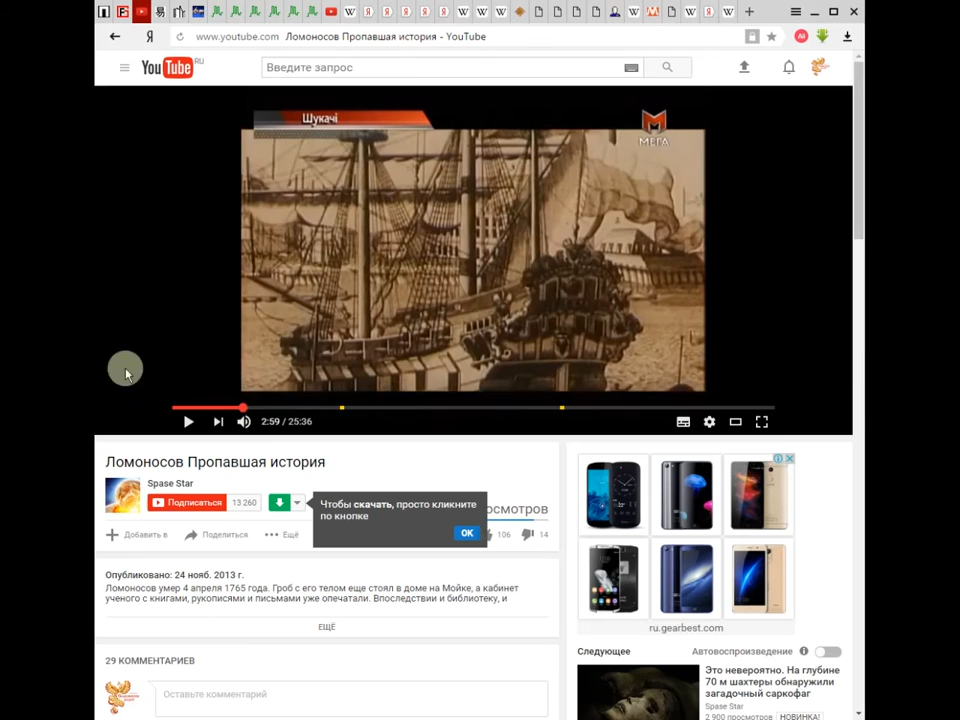 www.youtube.com Ломоносов Пропавшая история - YouTube
YouTube RU
Введите запрос
Шукачі
МЕГА
2:59 / 25:36
Ломоносов Пропавшая история
Spase Star
Подписаться 13 260
Чтобы скачать, просто кликните
по кнопке
OK
Добавить в
Поделиться
Ещё
106
14
Опубликовано: 24 нояб. 2013 г.
Ломоносов умер 4 апреля 1765 года. Гроб с его телом еще стоял в доме на Мойке, а кабинет
ученого с книгами, рукописями и письмами уже опечатали. Впоследствии и библиотеку, и
ЕЩЁ
29 КОММЕНТАРИЕВ
Оставьте комментарий
ru.gearbest.com
Следующее
Автовоспроизведение
Это невероятно. На глубине
70 м шахтеры обнаружили
загадочный саркофаг
Spase Star
2 900 просмотров НОВИНКА!